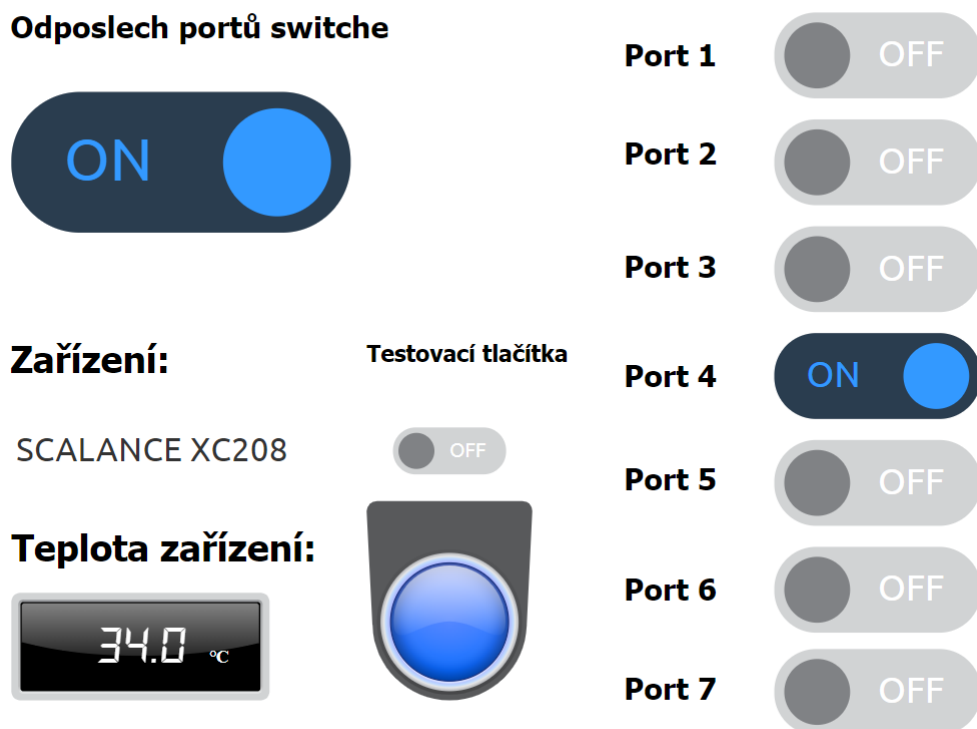 Odposlech portů switche
ON
Zařízení:
SCALANCE XC208
Teplota zařízení:
34.0 °C
Testovací tlačítka
OFF
Port 1 OFF
Port 2 OFF
Port 3 OFF
Port 4 ON
Port 5 OFF
Port 6 OFF
Port 7 OFF